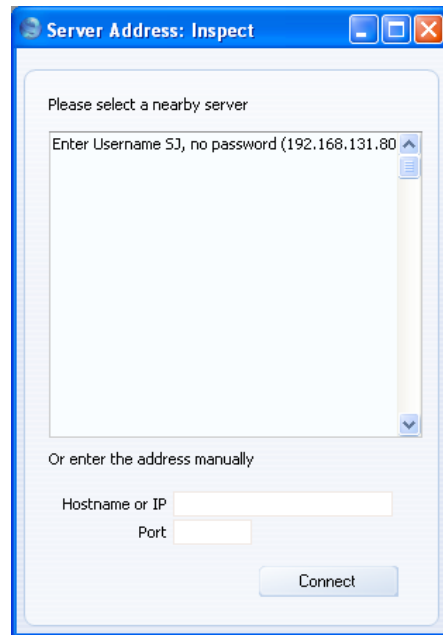 Server Address: Inspect
Please select a nearby server
Enter Username SJ, no password (192.168.131.80
Or enter the address manually
Hostname or IP
Port
Connect